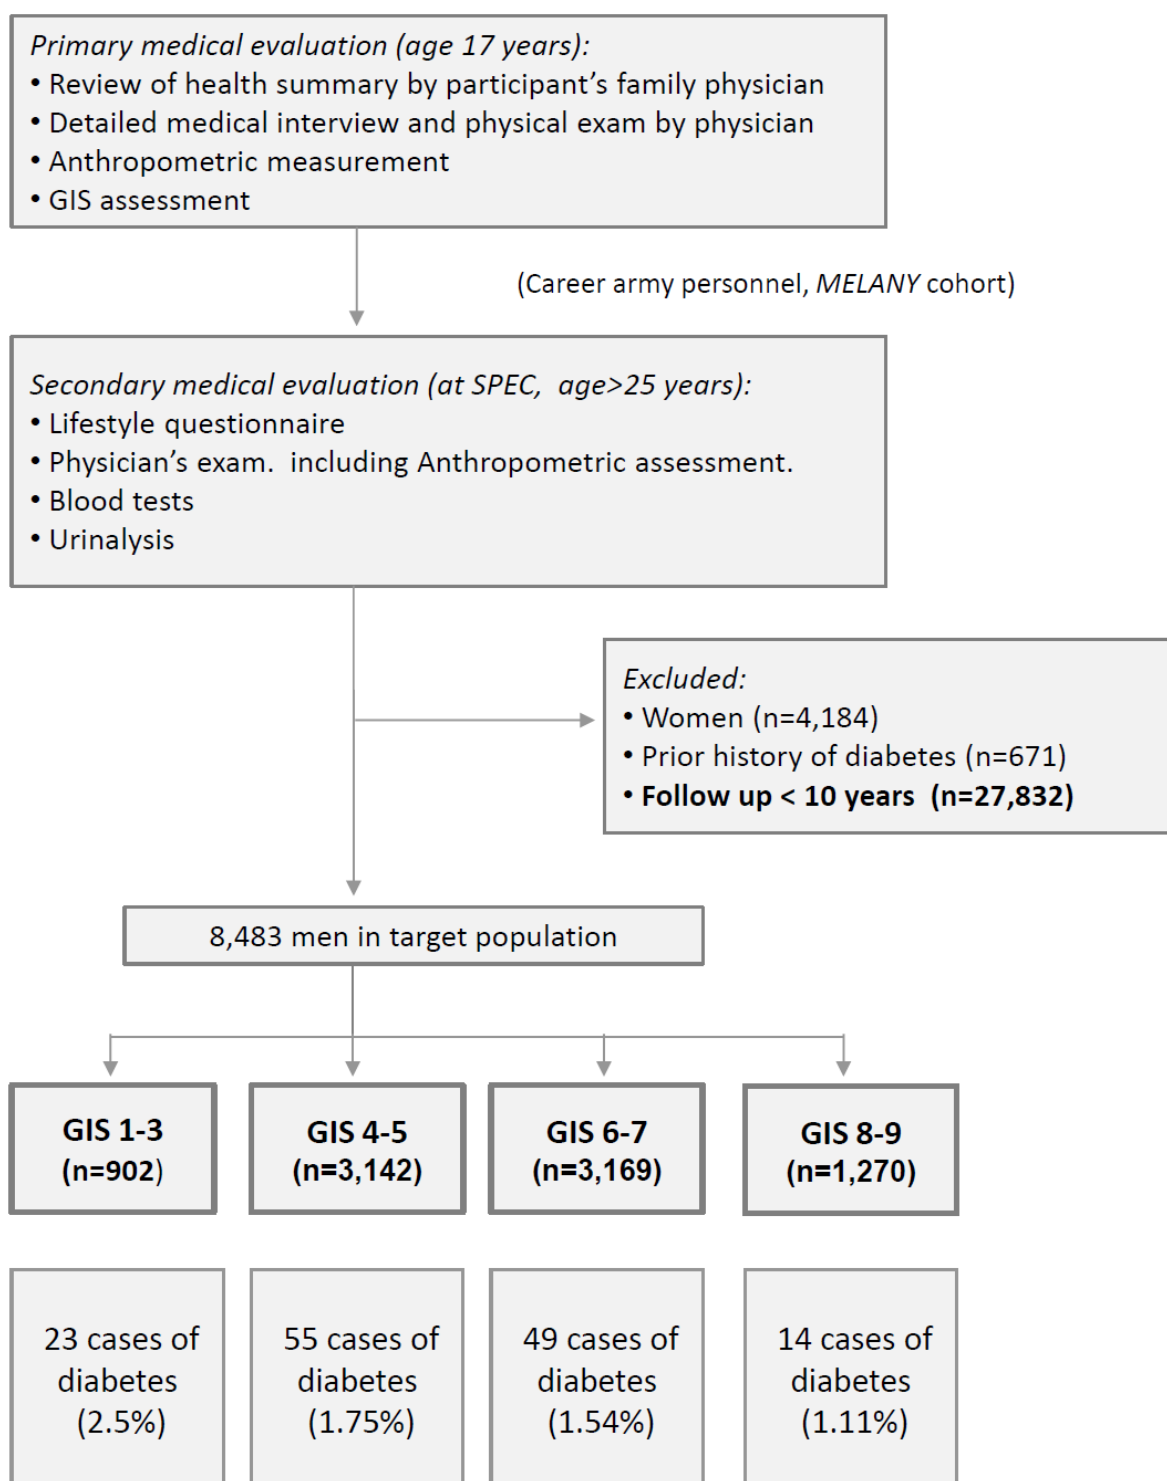 Primary medical evaluation (age 17 years):
• Review of health summary by participant's family physician
• Detailed medical interview and physical exam by physician
• Anthropometric measurement
• GIS assessment
(Career army personnel, MELANY cohort)
Secondary medical evaluation (at SPEC,  age>25 years):
• Lifestyle questionnaire
• Physician's exam.  including Anthropometric assessment.
• Blood tests
• Urinalysis
Excluded:
• Women (n=4,184)
• Prior history of diabetes (n=671)
• Follow up < 10 years  (n=27,832)
8,483 men in target population
GIS 1-3
(n=902)
GIS 4-5
(n=3,142)
GIS 6-7
(n=3,169)
GIS 8-9
(n=1,270)
23 cases of
diabetes
(2.5%)
55 cases of
diabetes
(1.75%)
49 cases of
diabetes
(1.54%)
14 cases of
diabetes
(1.11%)